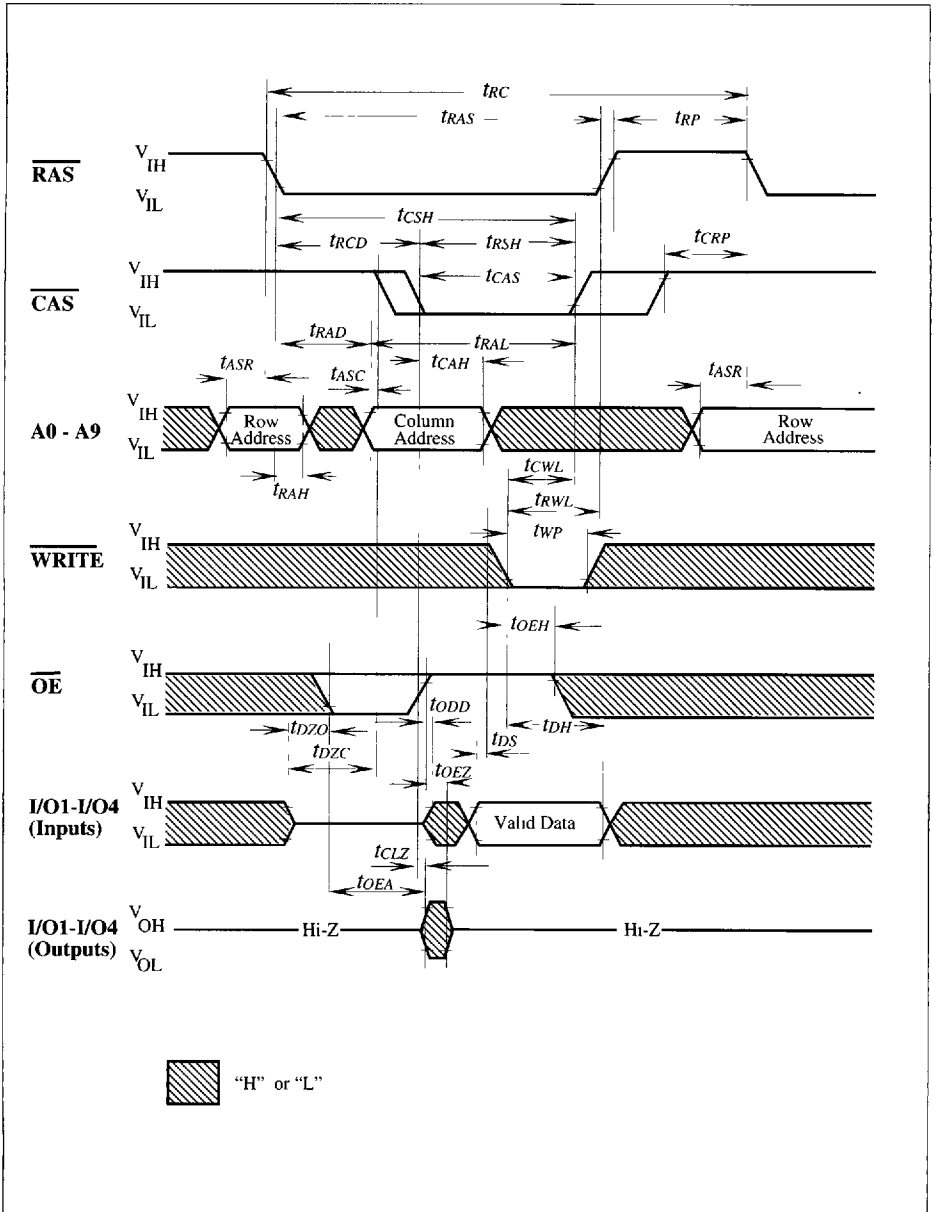 tRC
tRAS
tRP
RAS
VIH
VIL
tCSH
tRCD
tRSH
tCRP
CAS
VIH
VIL
tCAS
tRAD
tRAL
tASR
tASC
tCAH
tASR
A0 - A9
VIH
VIL
Row
Address
Column
Address
Row
Address
tRAH
tCWL
tRWL
tWP
WRITE
VIH
VIL
tOEH
OE
VIH
VIL
tDZO
tODD
tDH
tDZC
tDS
tOEZ
I/O1-I/O4
(Inputs)
VIH
VIL
Valid Data
tCLZ
tOEA
I/O1-I/O4
(Outputs)
VOH
VOL
Hi-Z
Hi-Z
"H" or "L"